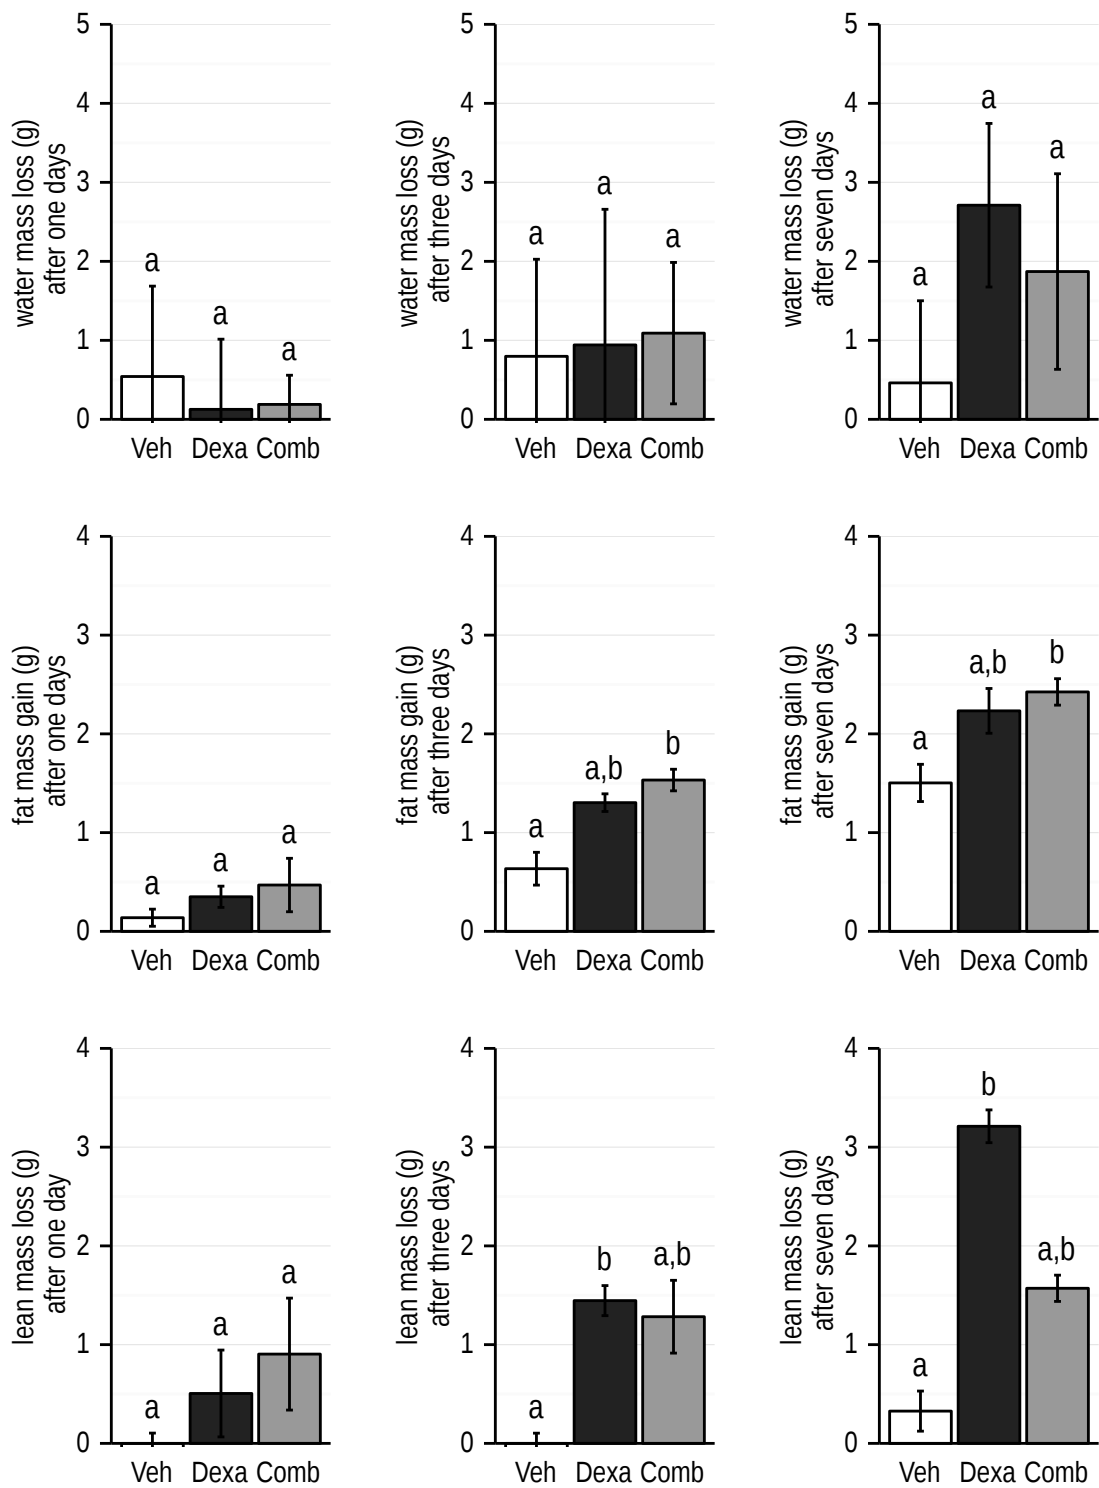 water mass loss (g)
after one days
5
4
3
2
1
0
a
a
a
Veh Dexa Comb
water mass loss (g)
after three days
5
4
3
2
1
0
a
a
a
Veh Dexa Comb
water mass loss (g)
after seven days
5
4
3
2
1
0
a
a
a
Veh Dexa Comb
fat mass gain (g)
after one days
4
3
2
1
0
a
a
a
Veh Dexa Comb
fat mass gain (g)
after three days
4
3
2
1
0
a
a,b
b
Veh Dexa Comb
fat mass gain (g)
after seven days
4
3
2
1
0
a
a,b
b
Veh Dexa Comb
lean mass loss (g)
after one day
4
3
2
1
0
a
a
a
Veh Dexa Comb
lean mass loss (g)
after three days
4
3
2
1
0
a
b
a,b
Veh Dexa Comb
lean mass loss (g)
after seven days
4
3
2
1
0
a
b
a,b
Veh Dexa Comb